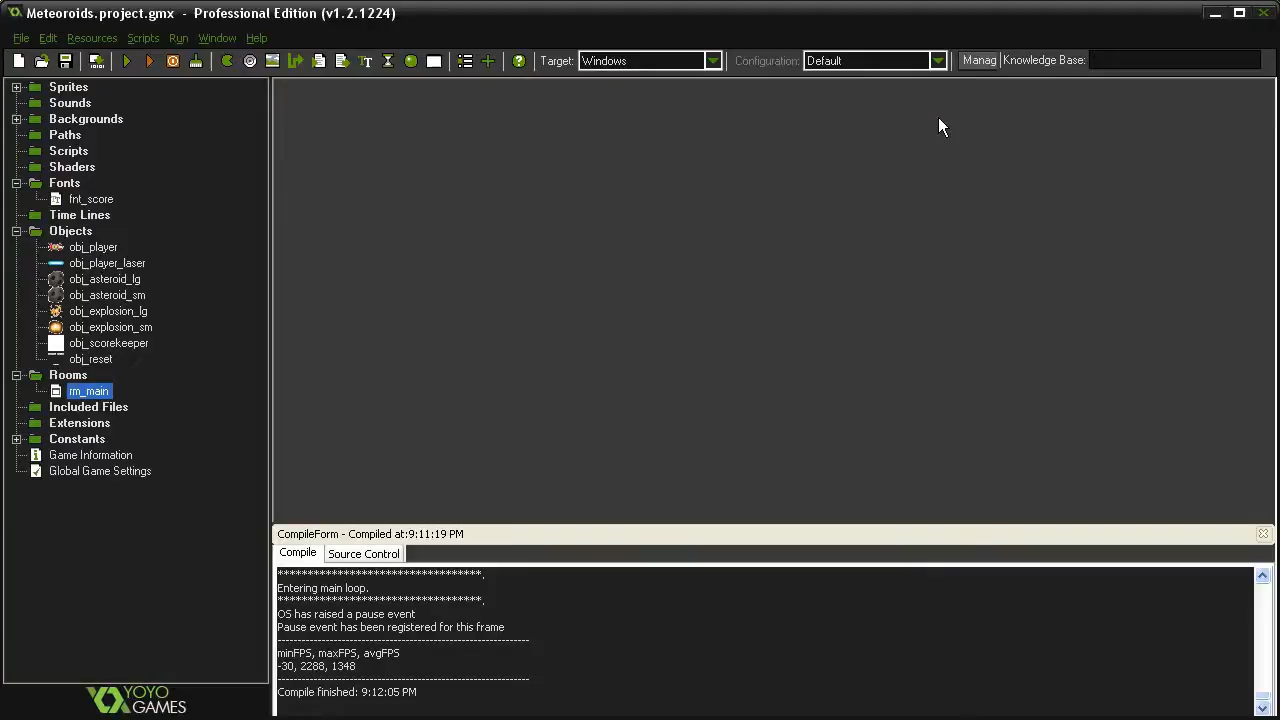 Meteoroids.project.gmx - Professional Edition (v1.2.1224)
File Edit Resources Scripts Run Window Help
Target: Windows Configuration: Default Manag Knowledge Base:
Sprites
Sounds
Backgrounds
Paths
Scripts
Shaders
Fonts
fnt_score
Time Lines
Objects
obj_player
obj_player_laser
obj_asteroid_lg
obj_asteroid_sm
obj_explosion_lg
obj_explosion_sm
obj_scorekeeper
obj_reset
Rooms
rm_main
Included Files
Extensions
Constants
Game Information
Global Game Settings
CompileForm - Compiled at:9:11:19 PM
Compile Source Control
***********************************.
Entering main loop.
***********************************.
OS has raised a pause event
Pause event has been registered for this frame
---------------------------------------------------------------
minFPS, maxFPS, avgFPS
-30, 2288, 1348
---------------------------------------------------------------
Compile finished: 9:12:05 PM
YOYO
GAMES